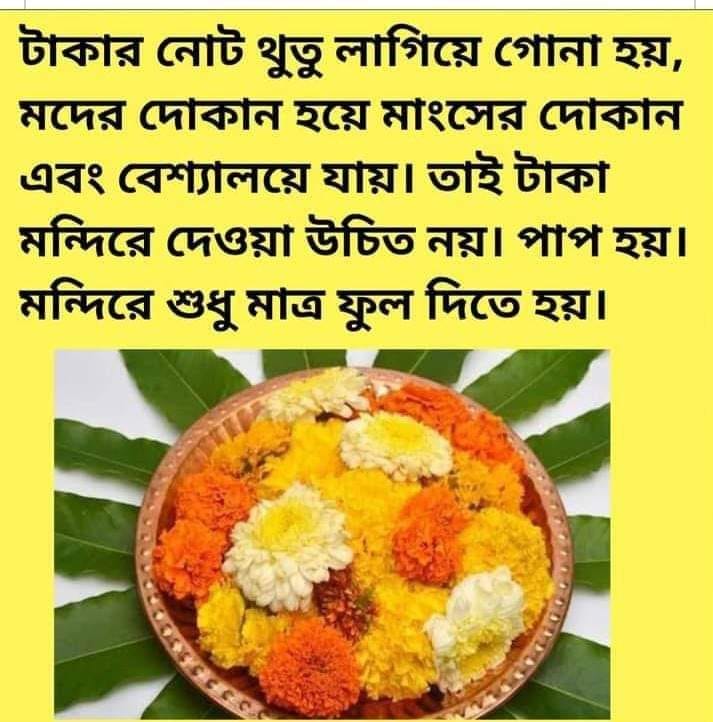 টাকার নোট থুতু লাগিয়ে গোনা হয়,
মদের দোকান হয়ে মাংসের দোকান
এবং বেশ্যালয়ে যায়। তাই টাকা
মন্দিরে দেওয়া উচিত নয়। পাপ হয়।
মন্দিরে শুধু মাত্র ফুল দিতে হয়।